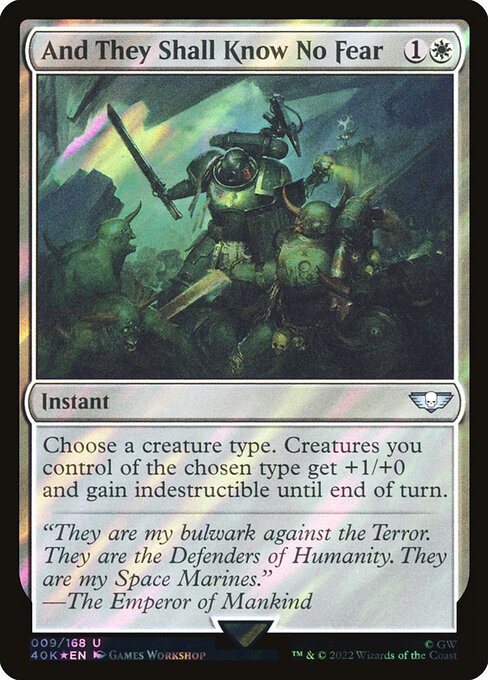 And They Shall Know No Fear 1
Instant
Choose a creature type. Creatures you
control of the chosen type get +1/+0
and gain indestructible until end of turn.
“They are my bulwark against the Terror.
They are the Defenders of Humanity. They
are my Space Marines.”
—The Emperor of Mankind
009/168 U
40K★EN Games Workshop
© GW
™ & © 2022 Wizards of the Coast